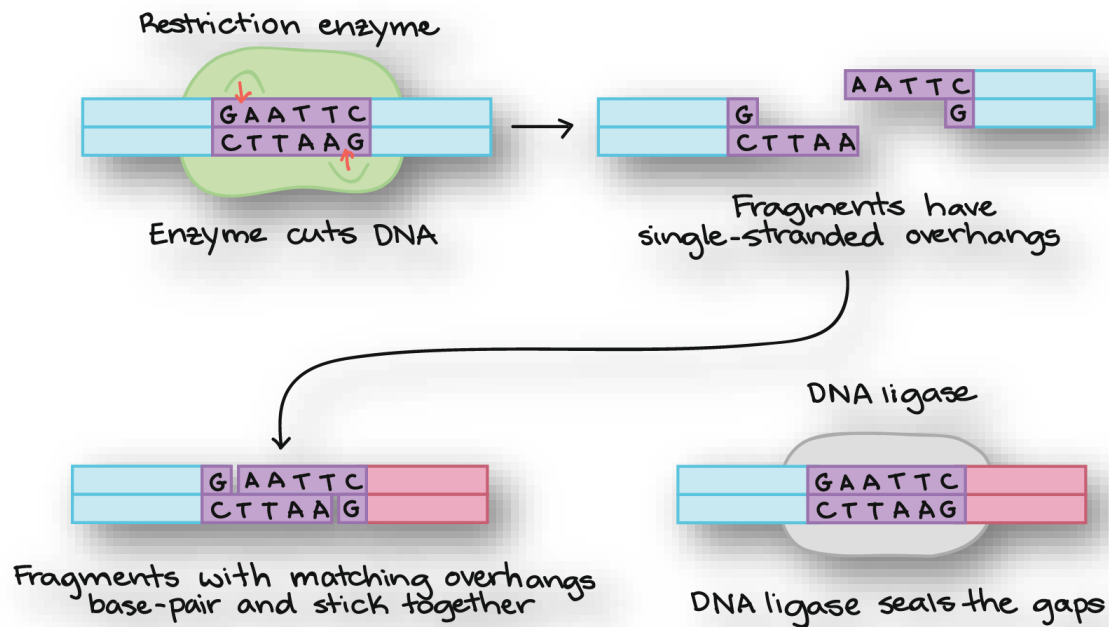 Restriction enzyme
GAATTC
CTTAAG
Enzyme cuts DNA
G
CTTAA
AATTC
G
Fragments have
single-stranded overhangs
G AATTC
CTTAA G
Fragments with matching overhangs
base-pair and stick together
DNA ligase
GAATTC
CTTAAG
DNA ligase seals the gaps